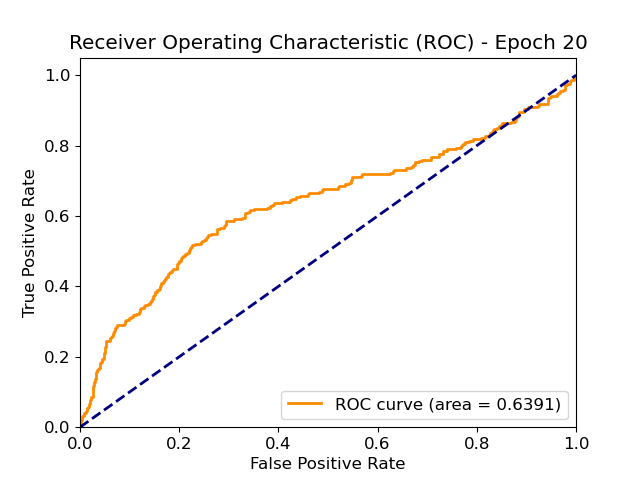 Receiver Operating Characteristic (ROC) - Epoch 20
True Positive Rate
1.0
0.8
0.6
0.4
0.2
0.0
ROC curve (area = 0.6391)
0.0 0.2 0.4 0.6 0.8 1.0
False Positive Rate